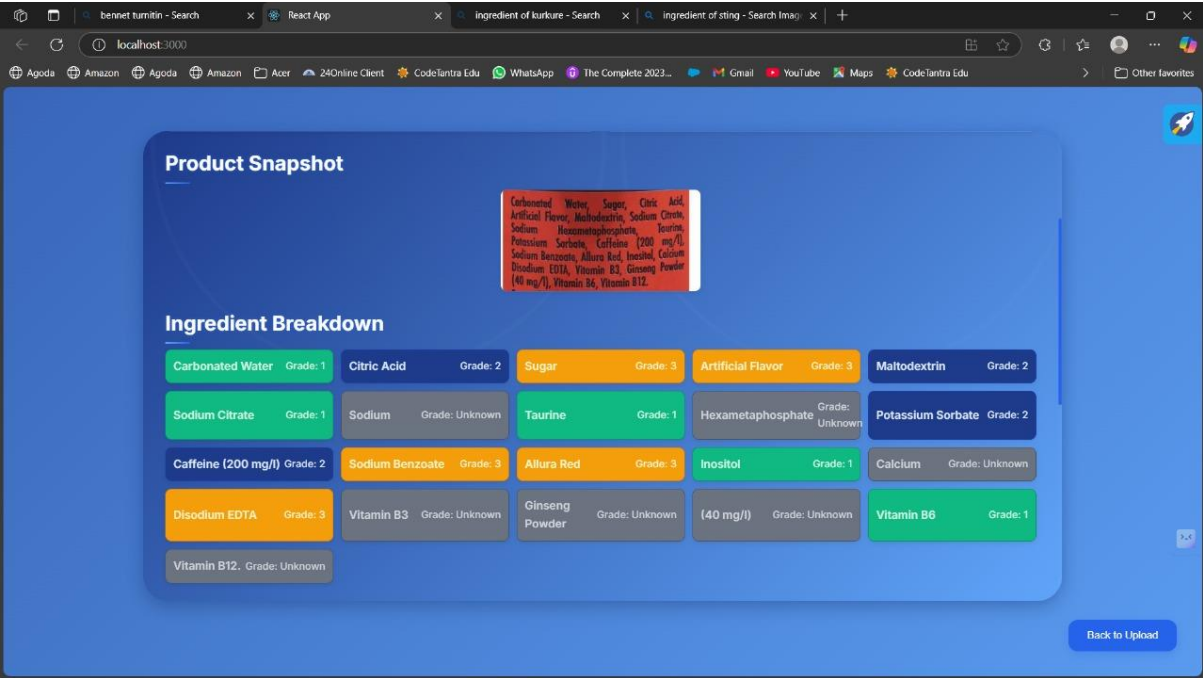 bennet turnitin - Search
React App
ingredient of kurkure - Search
ingredient of sting - Search Imag
localhost:3000
Agoda
Amazon
Agoda
Amazon
Acer
24Online Client
CodeTantra Edu
WhatsApp
The Complete 2023...
Gmail
YouTube
Maps
CodeTantra Edu
Other favorites
Product Snapshot
Carbonated Water, Sugar, Citric Acid,
Artificial Flavor, Maltodextrin, Sodium Citrate,
Sodium Hexametaphosphate, Taurine,
Potassium Sorbate, Caffeine (200 mg/l),
Sodium Benzoate, Allura Red, Inositol, Calcium
Disodium EDTA, Vitamin B3, Ginseng Powder
(40 mg/l), Vitamin B6, Vitamin B12.
Ingredient Breakdown
Carbonated Water Grade: 1
Citric Acid Grade: 2
Sugar Grade: 3
Artificial Flavor Grade: 3
Maltodextrin Grade: 2
Sodium Citrate Grade: 1
Sodium Grade: Unknown
Taurine Grade: 1
Hexametaphosphate Grade:
Unknown
Potassium Sorbate Grade: 2
Caffeine (200 mg/l) Grade: 2
Sodium Benzoate Grade: 3
Allura Red Grade: 3
Inositol Grade: 1
Calcium Grade: Unknown
Disodium EDTA Grade: 3
Vitamin B3 Grade: Unknown
Ginseng
Powder Grade: Unknown
(40 mg/l) Grade: Unknown
Vitamin B6 Grade: 1
Vitamin B12. Grade: Unknown
Back to Upload